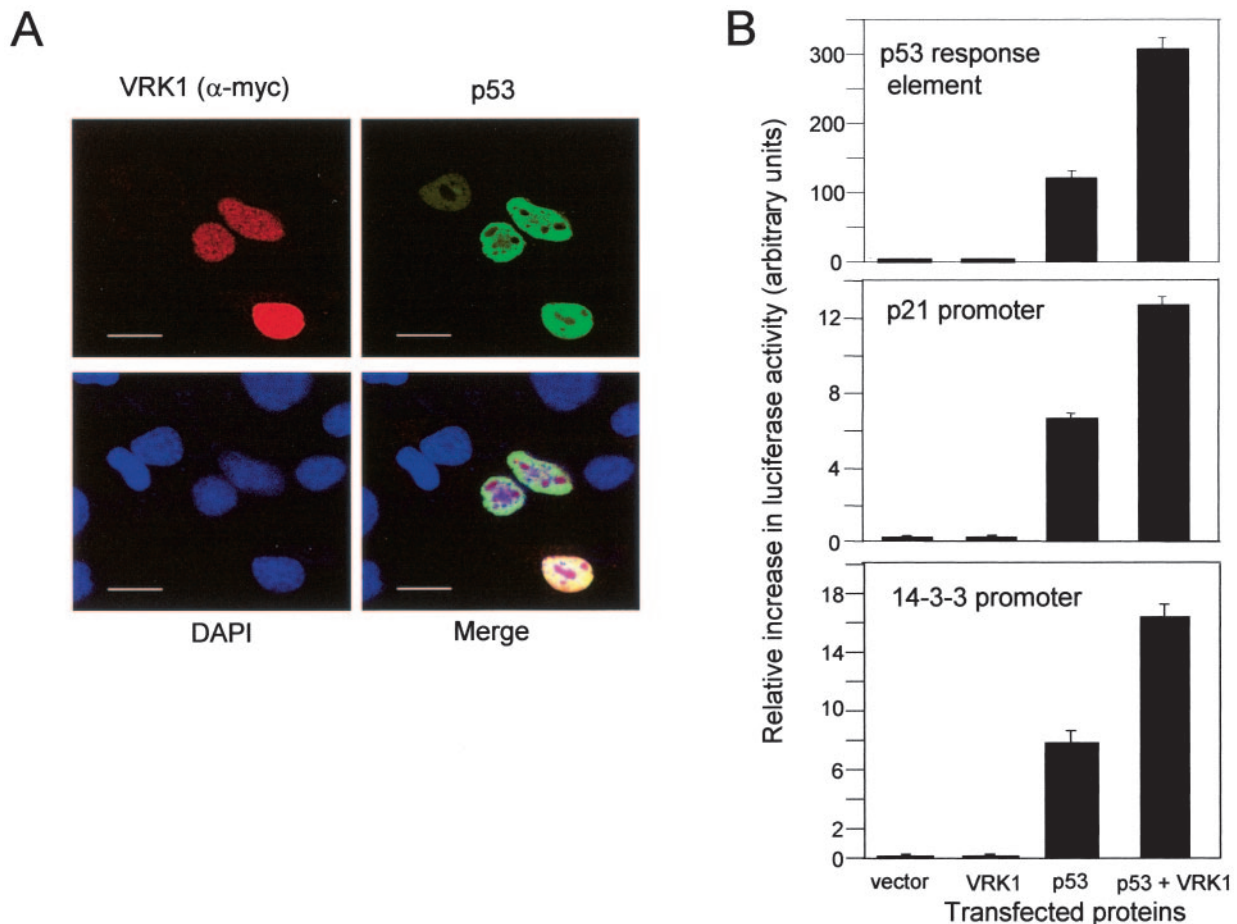 A
VRK1 (α-myc)
p53
DAPI
Merge
B
Relative increase in luciferase activity (arbitrary units)
p53 response
element
300
200
100
0
p21 promoter
12
8
4
0
14-3-3 promoter
18
14
10
6
2
0
vector
VRK1
p53
p53 + VRK1
Transfected proteins